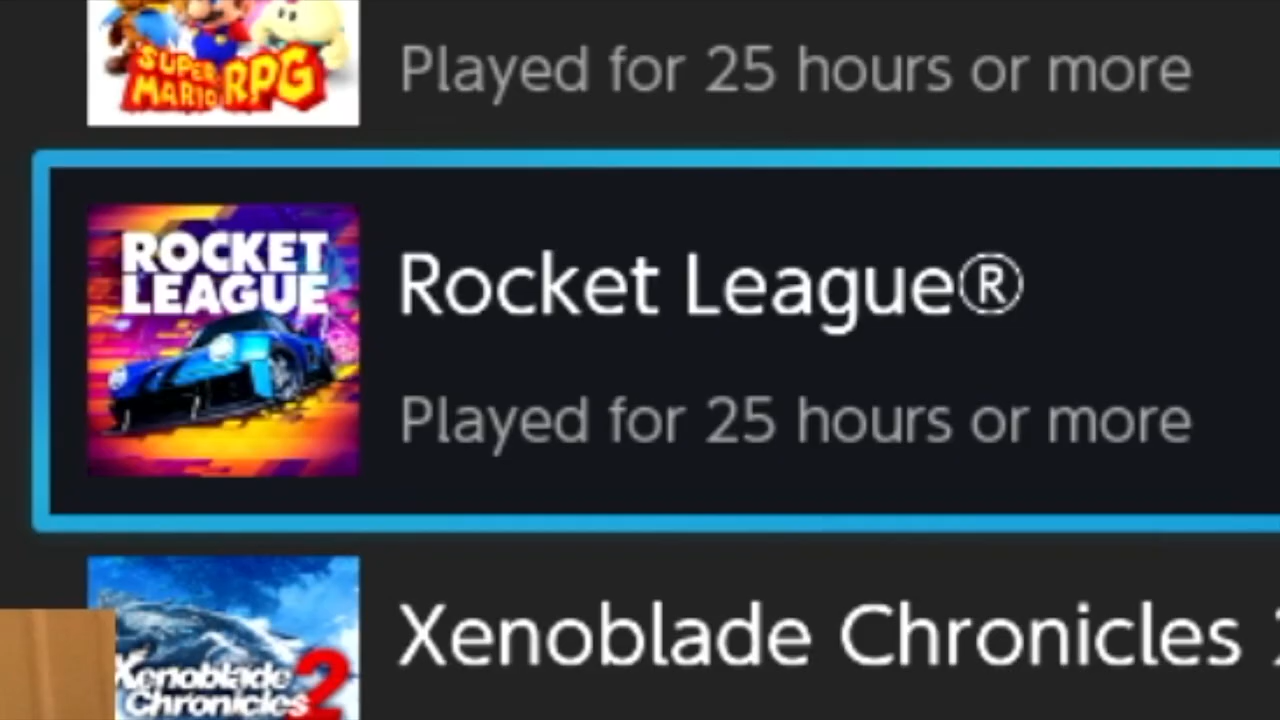 SUPER
MARIO RPG
Played for 25 hours or more
ROCKET
LEAGUE
Rocket League®
Played for 25 hours or more
Xenoblade
Chronicles 2
Xenoblade Chronicles